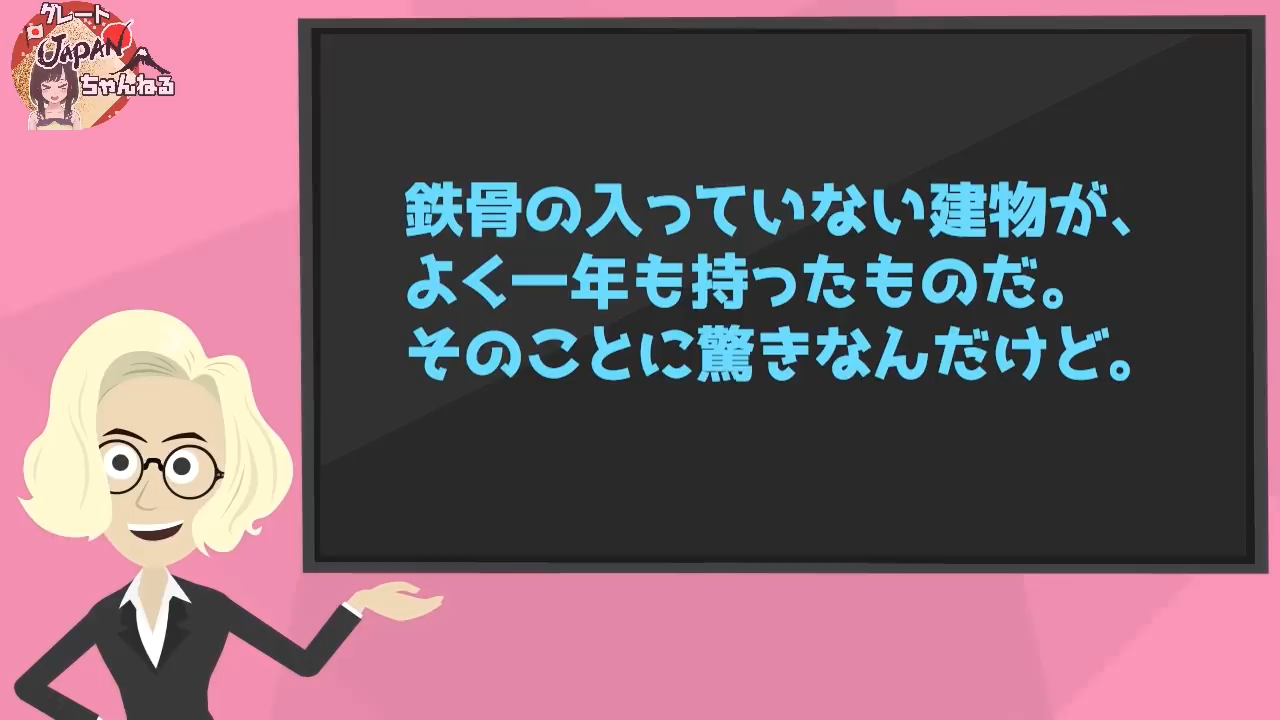 グレート
JAPAN
ちゃんねる
鉄骨の入っていない建物が、
よく一年も持ったものだ。
そのことに驚きなんだけど。